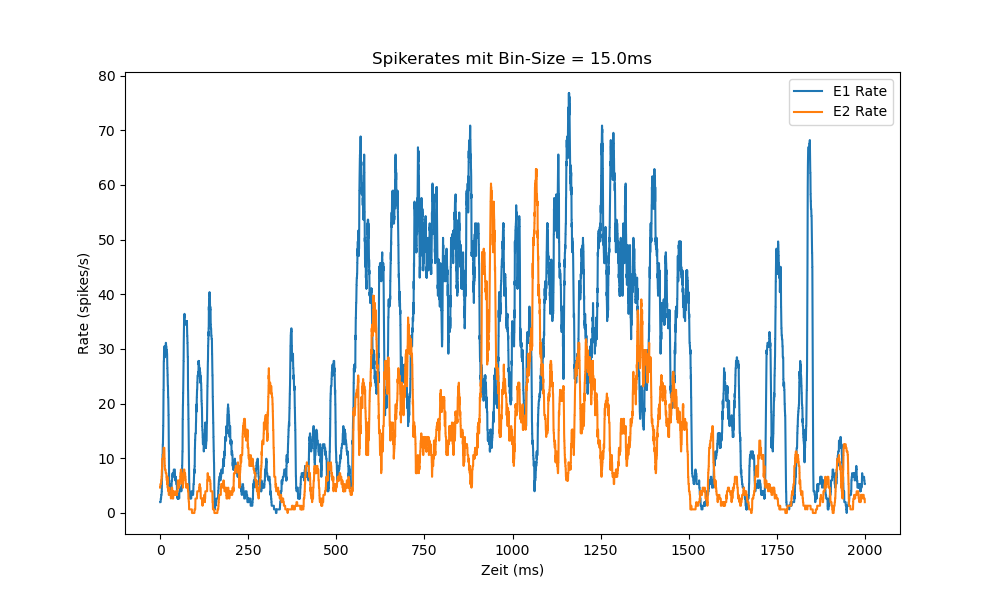 Spikerates mit Bin-Size = 15.0ms
E1 Rate
E2 Rate
80
70
60
50
40
30
20
10
0
Rate (spikes/s)
0 250 500 750 1000 1250 1500 1750 2000
Zeit (ms)